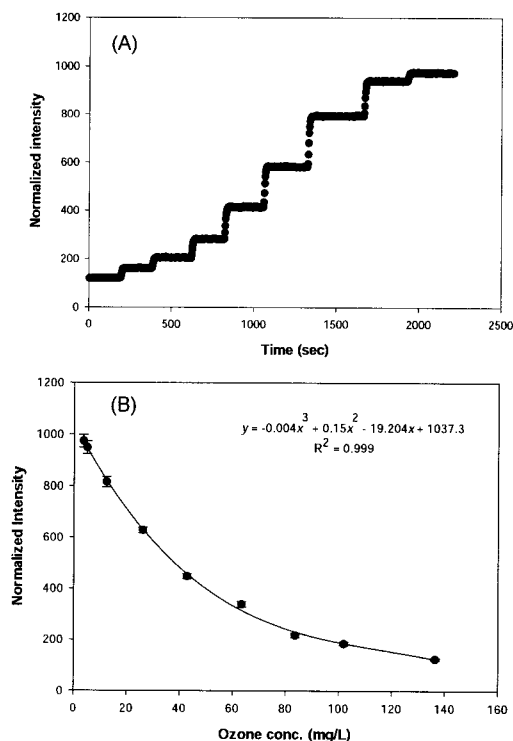 (A)
1200
1000
800
600
400
200
0
Normalized intensity
0 500 1000 1500 2000 2500
Time (sec)
(B)
y = -0.004x³ + 0.15x² - 19.204x + 1037.3
R² = 0.999
1200
1000
800
600
400
200
0
Normalized Intensity
0 20 40 60 80 100 120 140 160
Ozone conc. (mg/L)